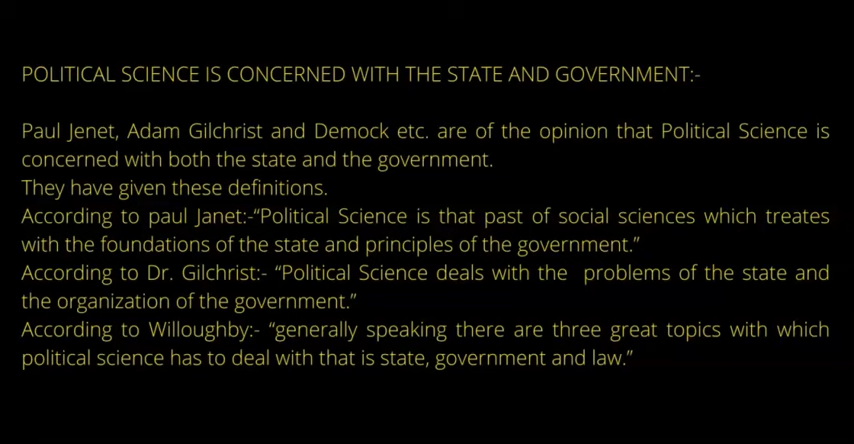 POLITICAL SCIENCE IS CONCERNED WITH THE STATE AND GOVERNMENT:-
Paul Jenet, Adam Gilchrist and Demock etc. are of the opinion that Political Science is
concerned with both the state and the government.
They have given these definitions.
According to paul Janet:-“Political Science is that past of social sciences which treates
with the foundations of the state and principles of the government.”
According to Dr. Gilchrist:- “Political Science deals with the problems of the state and
the organization of the government.”
According to Willoughby:- “generally speaking there are three great topics with which
political science has to deal with that is state, government and law.”